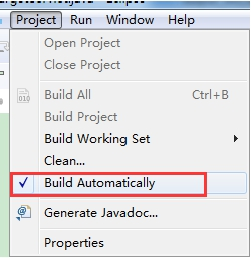 Project Run Window Help
Open Project
Close Project
Build All Ctrl+B
Build Project
Build Working Set
Clean...
Build Automatically
Generate Javadoc...
Properties